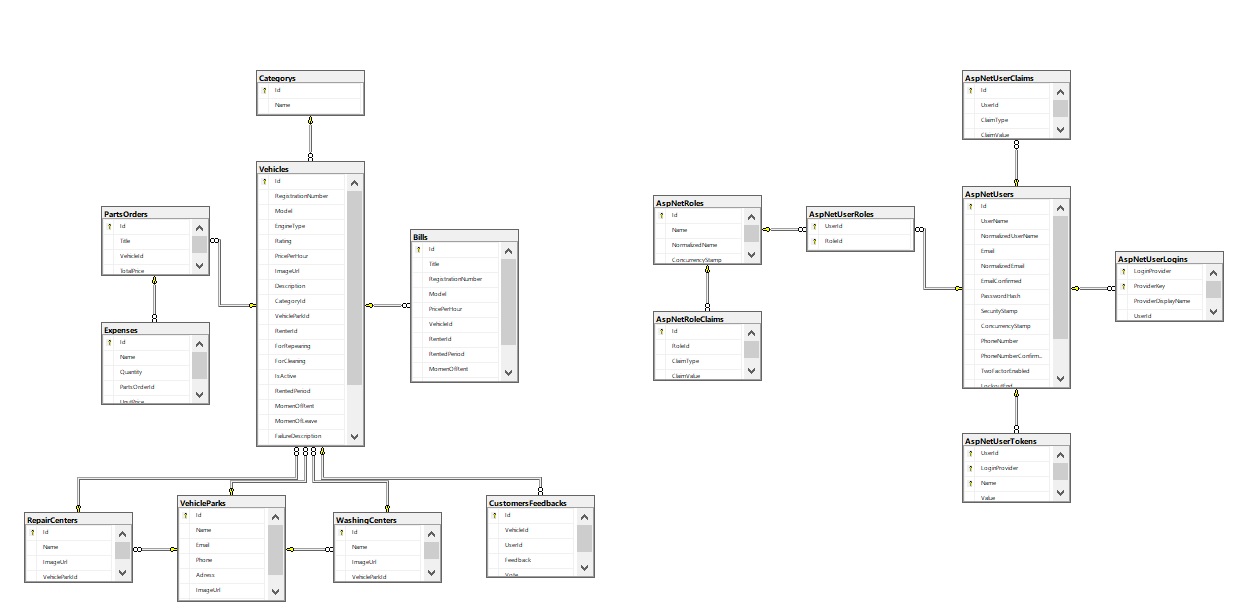 Categorys
Id
Name
Vehicles
Id
RegistrationNumber
Model
EngineType
Rating
PricePerHour
ImageUrl
Description
CategoryId
VehicleParkId
RenterId
ForRepearing
ForCleaning
IsActive
RentedPeriod
MomenOfRent
MomenOfLeave
FailureDescription
PartsOrders
Id
Title
VehicleId
TotalPrice
Expenses
Id
Name
Quantity
PartsOrderId
UnitPrice
Bills
Id
Title
RegistrationNumber
Model
PricePerHour
VehicleId
RenterId
RentedPeriod
MomentOfRent
RepairCenters
Id
Name
ImageUrl
VehicleParkId
VehicleParks
Id
Name
Email
Phone
Adress
ImageUrl
WashingCenters
Id
Name
ImageUrl
VehicleParkId
CustomersFeedbacks
Id
VehicleId
UserId
Feedback
Vote
AspNetRoles
Id
Name
NormalizedName
ConcurrencyStamp
AspNetRoleClaims
Id
RoleId
ClaimType
ClaimValue
AspNetUserRoles
UserId
RoleId
AspNetUserClaims
Id
UserId
ClaimType
ClaimValue
AspNetUsers
Id
UserName
NormalizedUserName
Email
NormalizedEmail
EmailConfirmed
PasswordHash
SecurityStamp
ConcurrencyStamp
PhoneNumber
PhoneNumberConfirm...
TwoFactorEnabled
LockoutEnd
AspNetUserLogins
LoginProvider
ProviderKey
ProviderDisplayName
UserId
AspNetUserTokens
UserId
LoginProvider
Name
Value